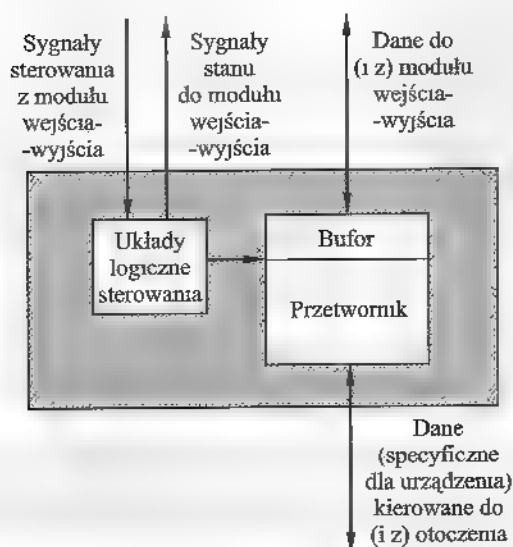 Sygnały
sterowania
z modułu
wejścia-
-wyjścia
Sygnały
stanu
do modułu
wejścia-
-wyjścia
Dane do
(i z) modułu
wejścia-
-wyjścia
Układy
logiczne
sterowania
Bufor
Przetwornik
Dane
(specyficzne
dla urządzenia)
kierowane do
(i z) otoczenia